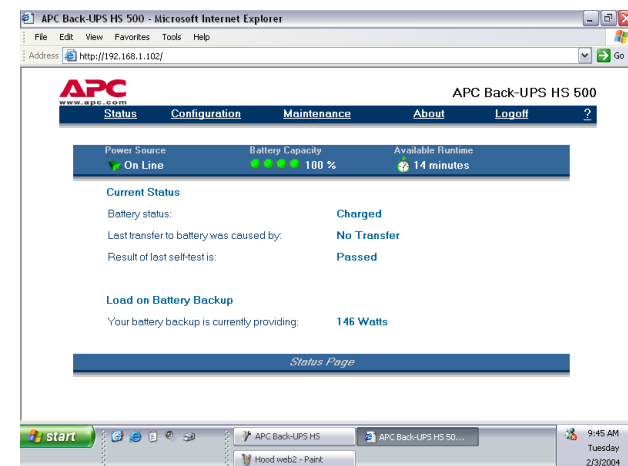 APC Back-UPS HS 500 - Microsoft Internet Explorer
File Edit View Favorites Tools Help
Address http://192.168.1.102/ Go
APC
www.apc.com
APC Back-UPS HS 500
Status Configuration Maintenance About Logoff ?
Power Source Battery Capacity Available Runtime
On Line 100 % 14 minutes
Current Status
Battery status: Charged
Last transfer to battery was caused by: No Transfer
Result of last self-test is: Passed
Load on Battery Backup
Your battery backup is currently providing: 146 Watts
Status Page
start APC Back-UPS HS APC Back-UPS HS 50... 9:45 AM
Tuesday
Hood web2 - Paint 2/3/2004